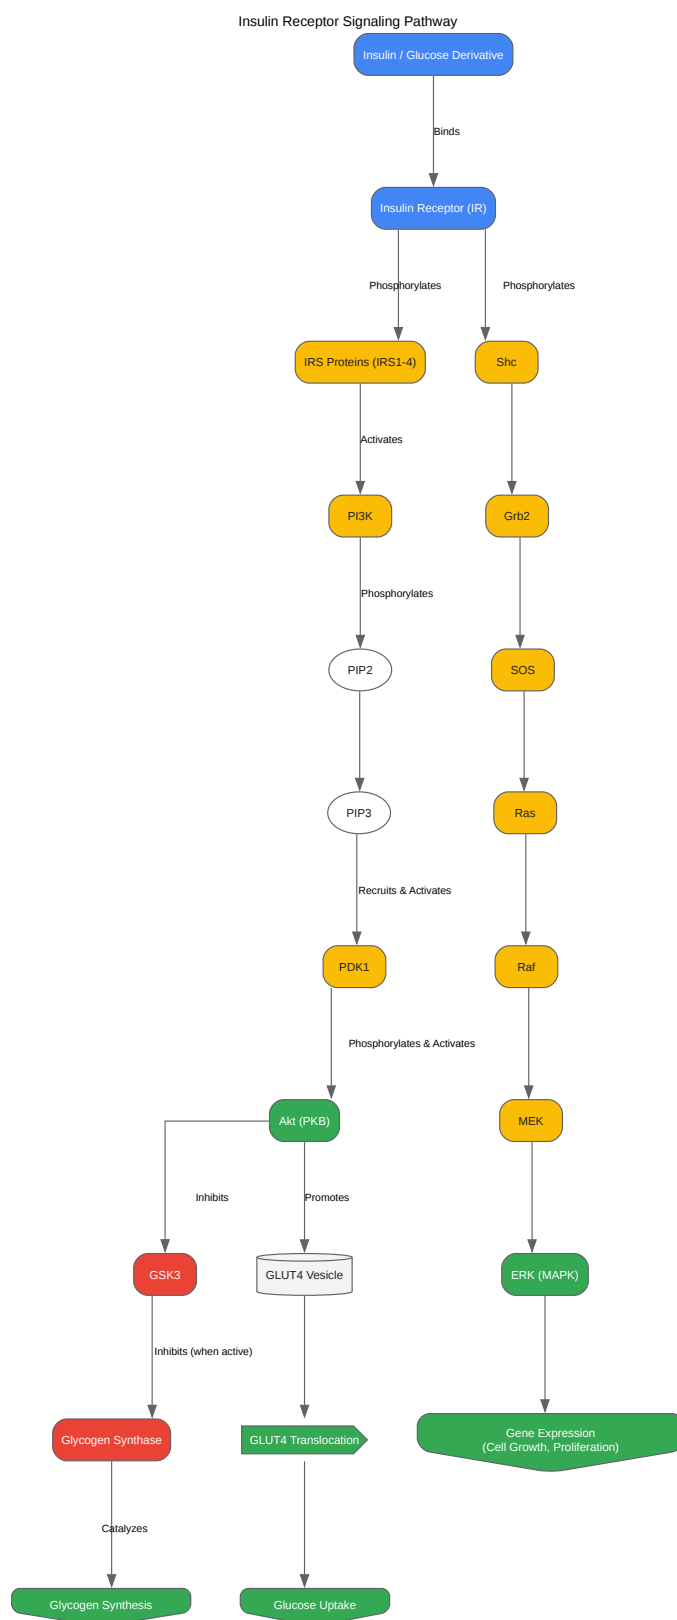 Insulin Receptor Signaling Pathway
Insulin / Glucose Derivative
Binds
Insulin Receptor (IR)
Phosphorylates
Phosphorylates
IRS Proteins (IRS1-4)
Shc
Activates
PI3K
Grb2
Phosphorylates
PIP2
SOS
PIP3
Ras
Recruits & Activates
PDK1
Raf
Phosphorylates & Activates
Akt (PKB)
MEK
Inhibits
Promotes
GSK3
GLUT4 Vesicle
ERK (MAPK)
Inhibits (when active)
Glycogen Synthase
GLUT4 Translocation
Gene Expression
(Cell Growth, Proliferation)
Catalyzes
Glycogen Synthesis
Glucose Uptake